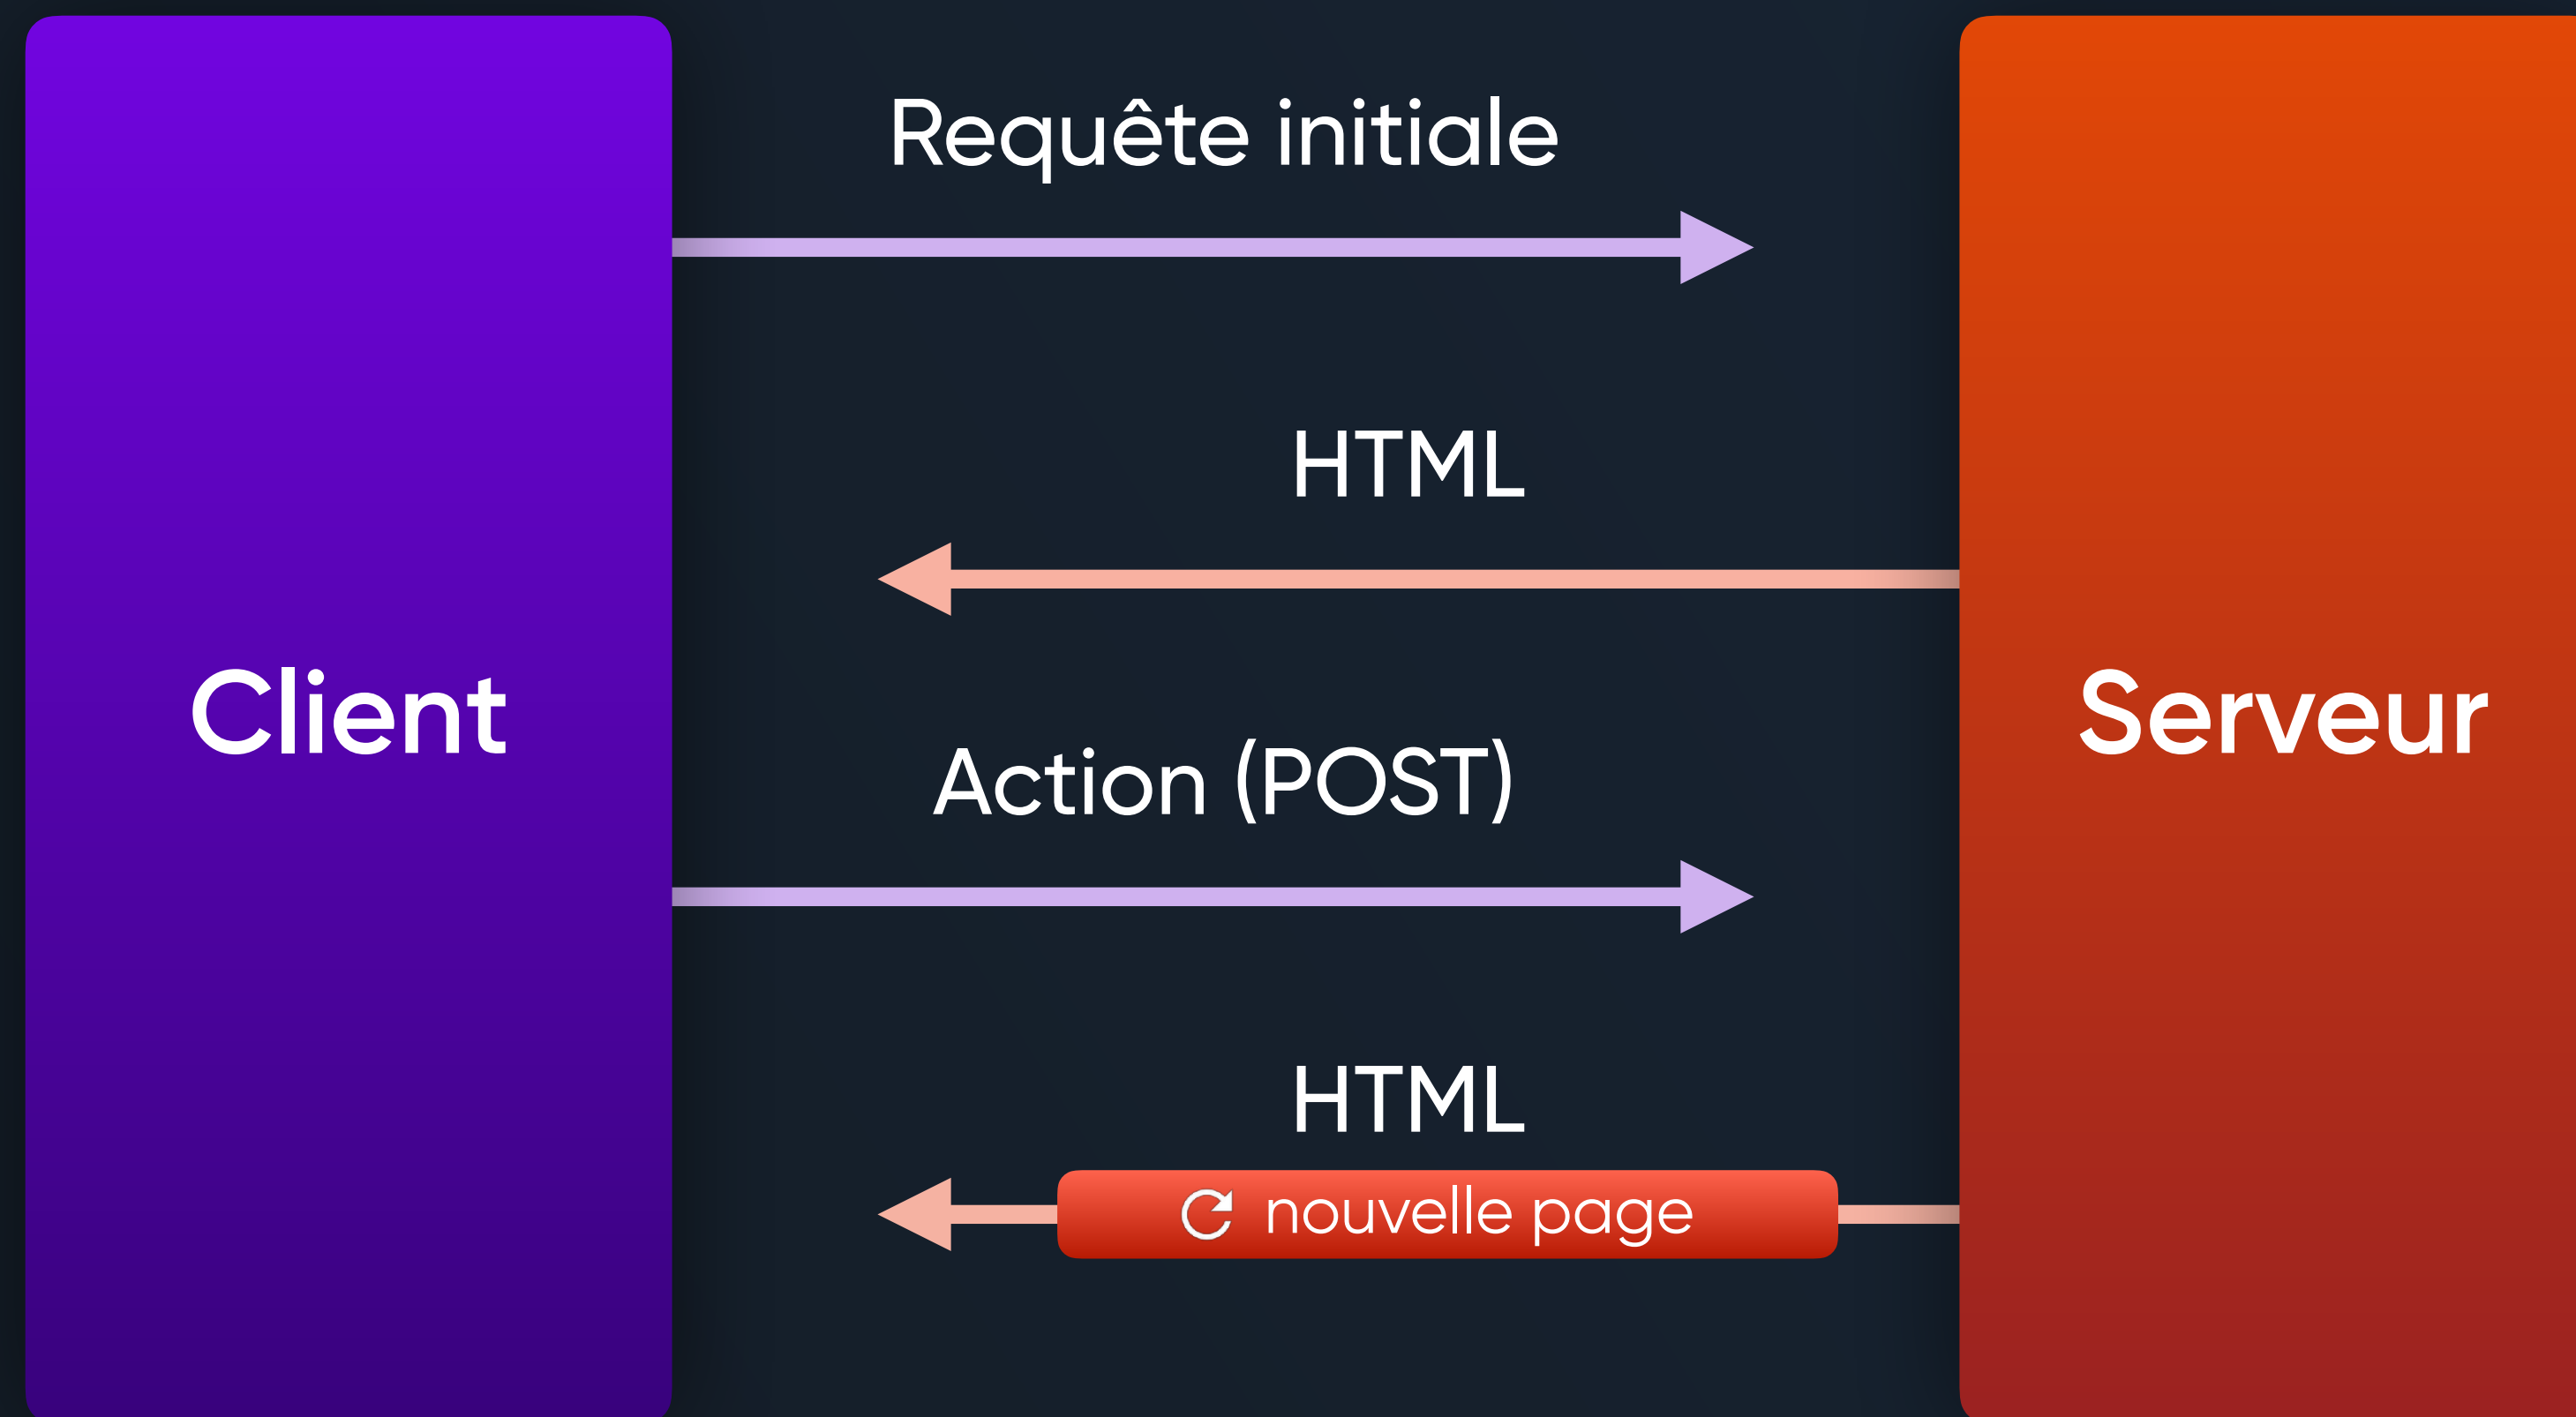 Requête initiale
HTML
Client
Serveur
Action (POST)
HTML
nouvelle page